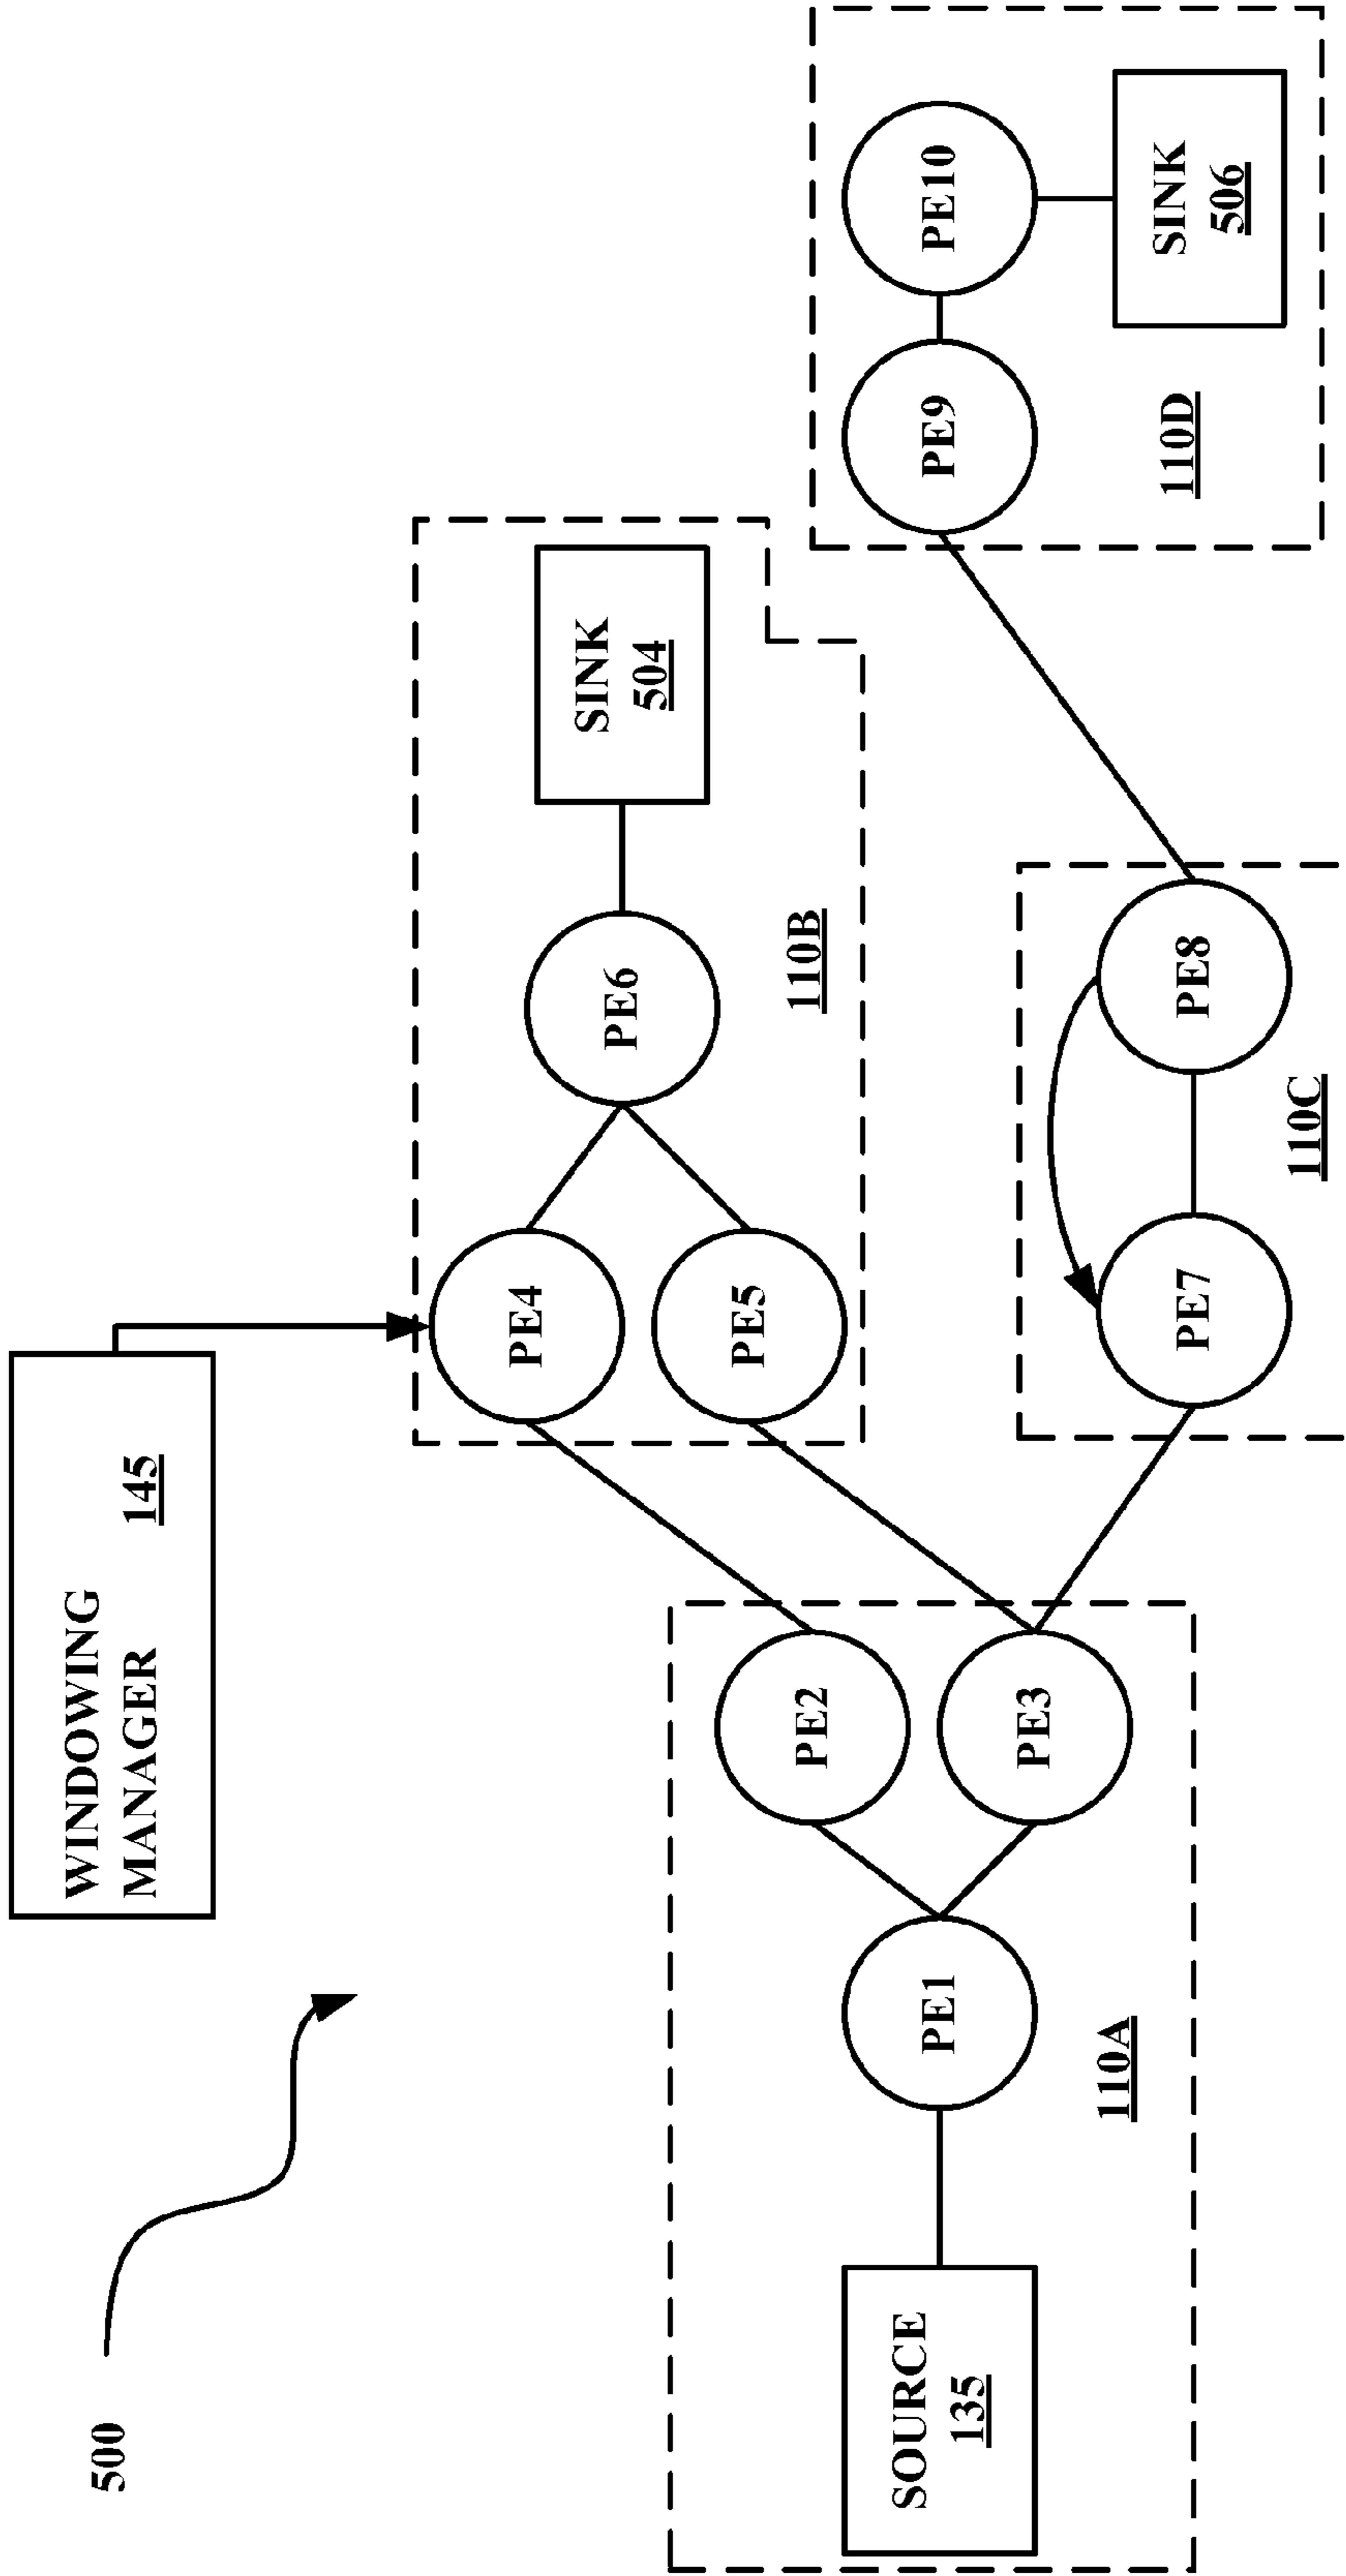 500
WINDOWING
MANAGER
145
SOURCE
135
PE1
PE2
PE3
110A
PE4
PE5
PE6
SINK
504
110B
PE7
PE8
110C
PE9
PE10
SINK
506
110D